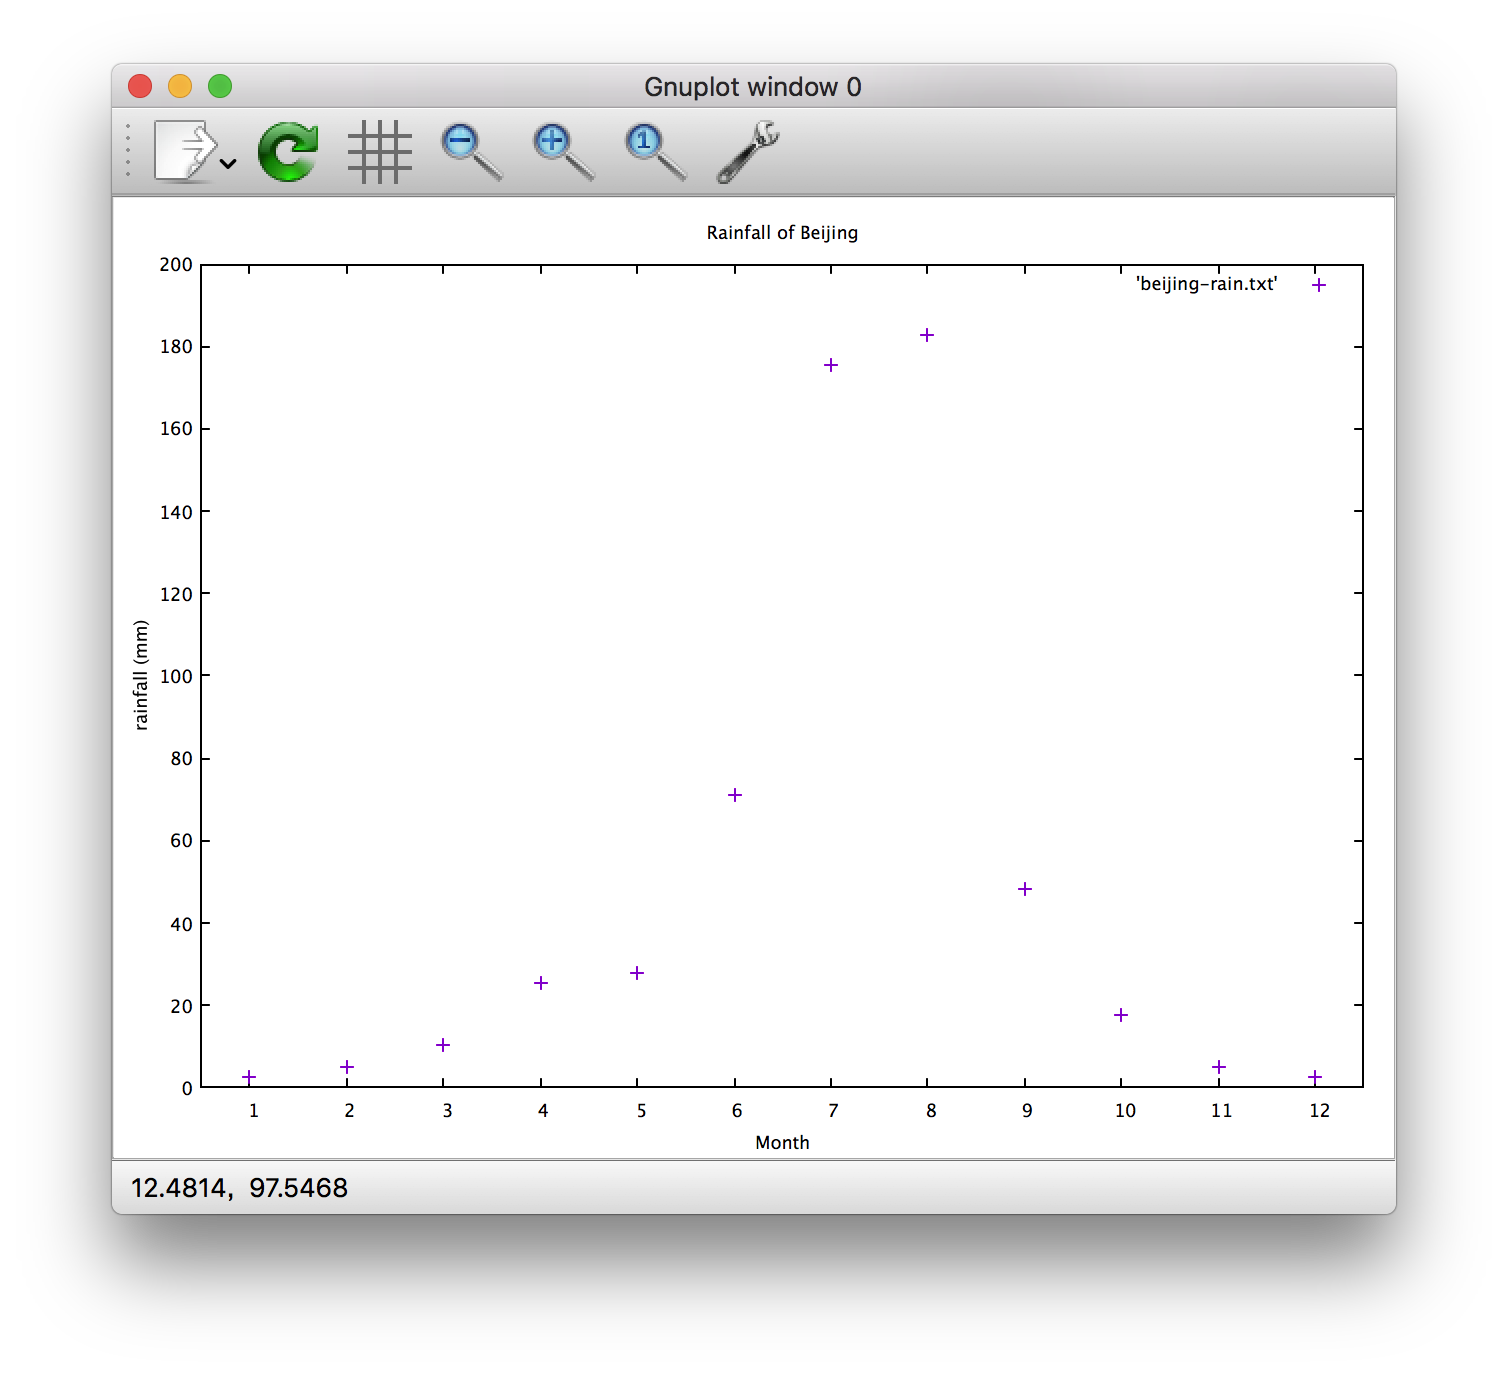 Gnuplot window 0
1
Rainfall of Beijing
'beijing-rain.txt'
200
180
160
140
120
100
80
60
40
20
0
rainfall (mm)
1 2 3 4 5 6 7 8 9 10 11 12
Month
12.4814, 97.5468